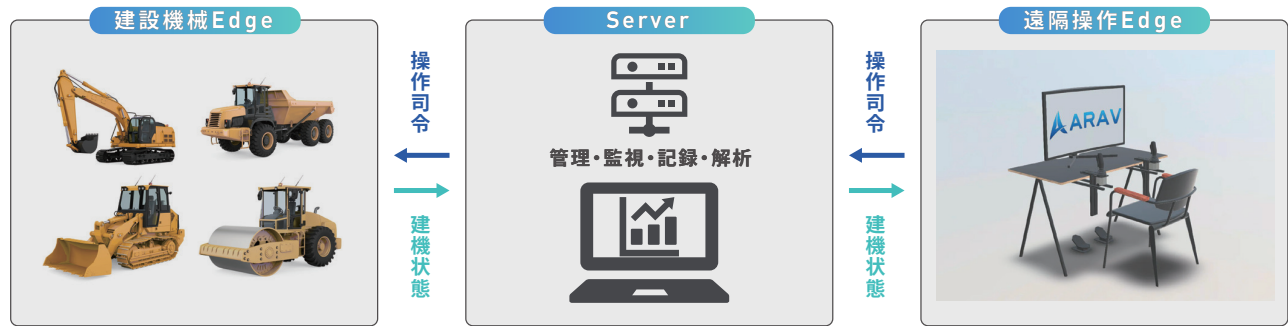 建設機械Edge
操作司令
建機状態
Server
管理・監視・記録・解析
操作司令
建機状態
遠隔操作Edge
ARAV